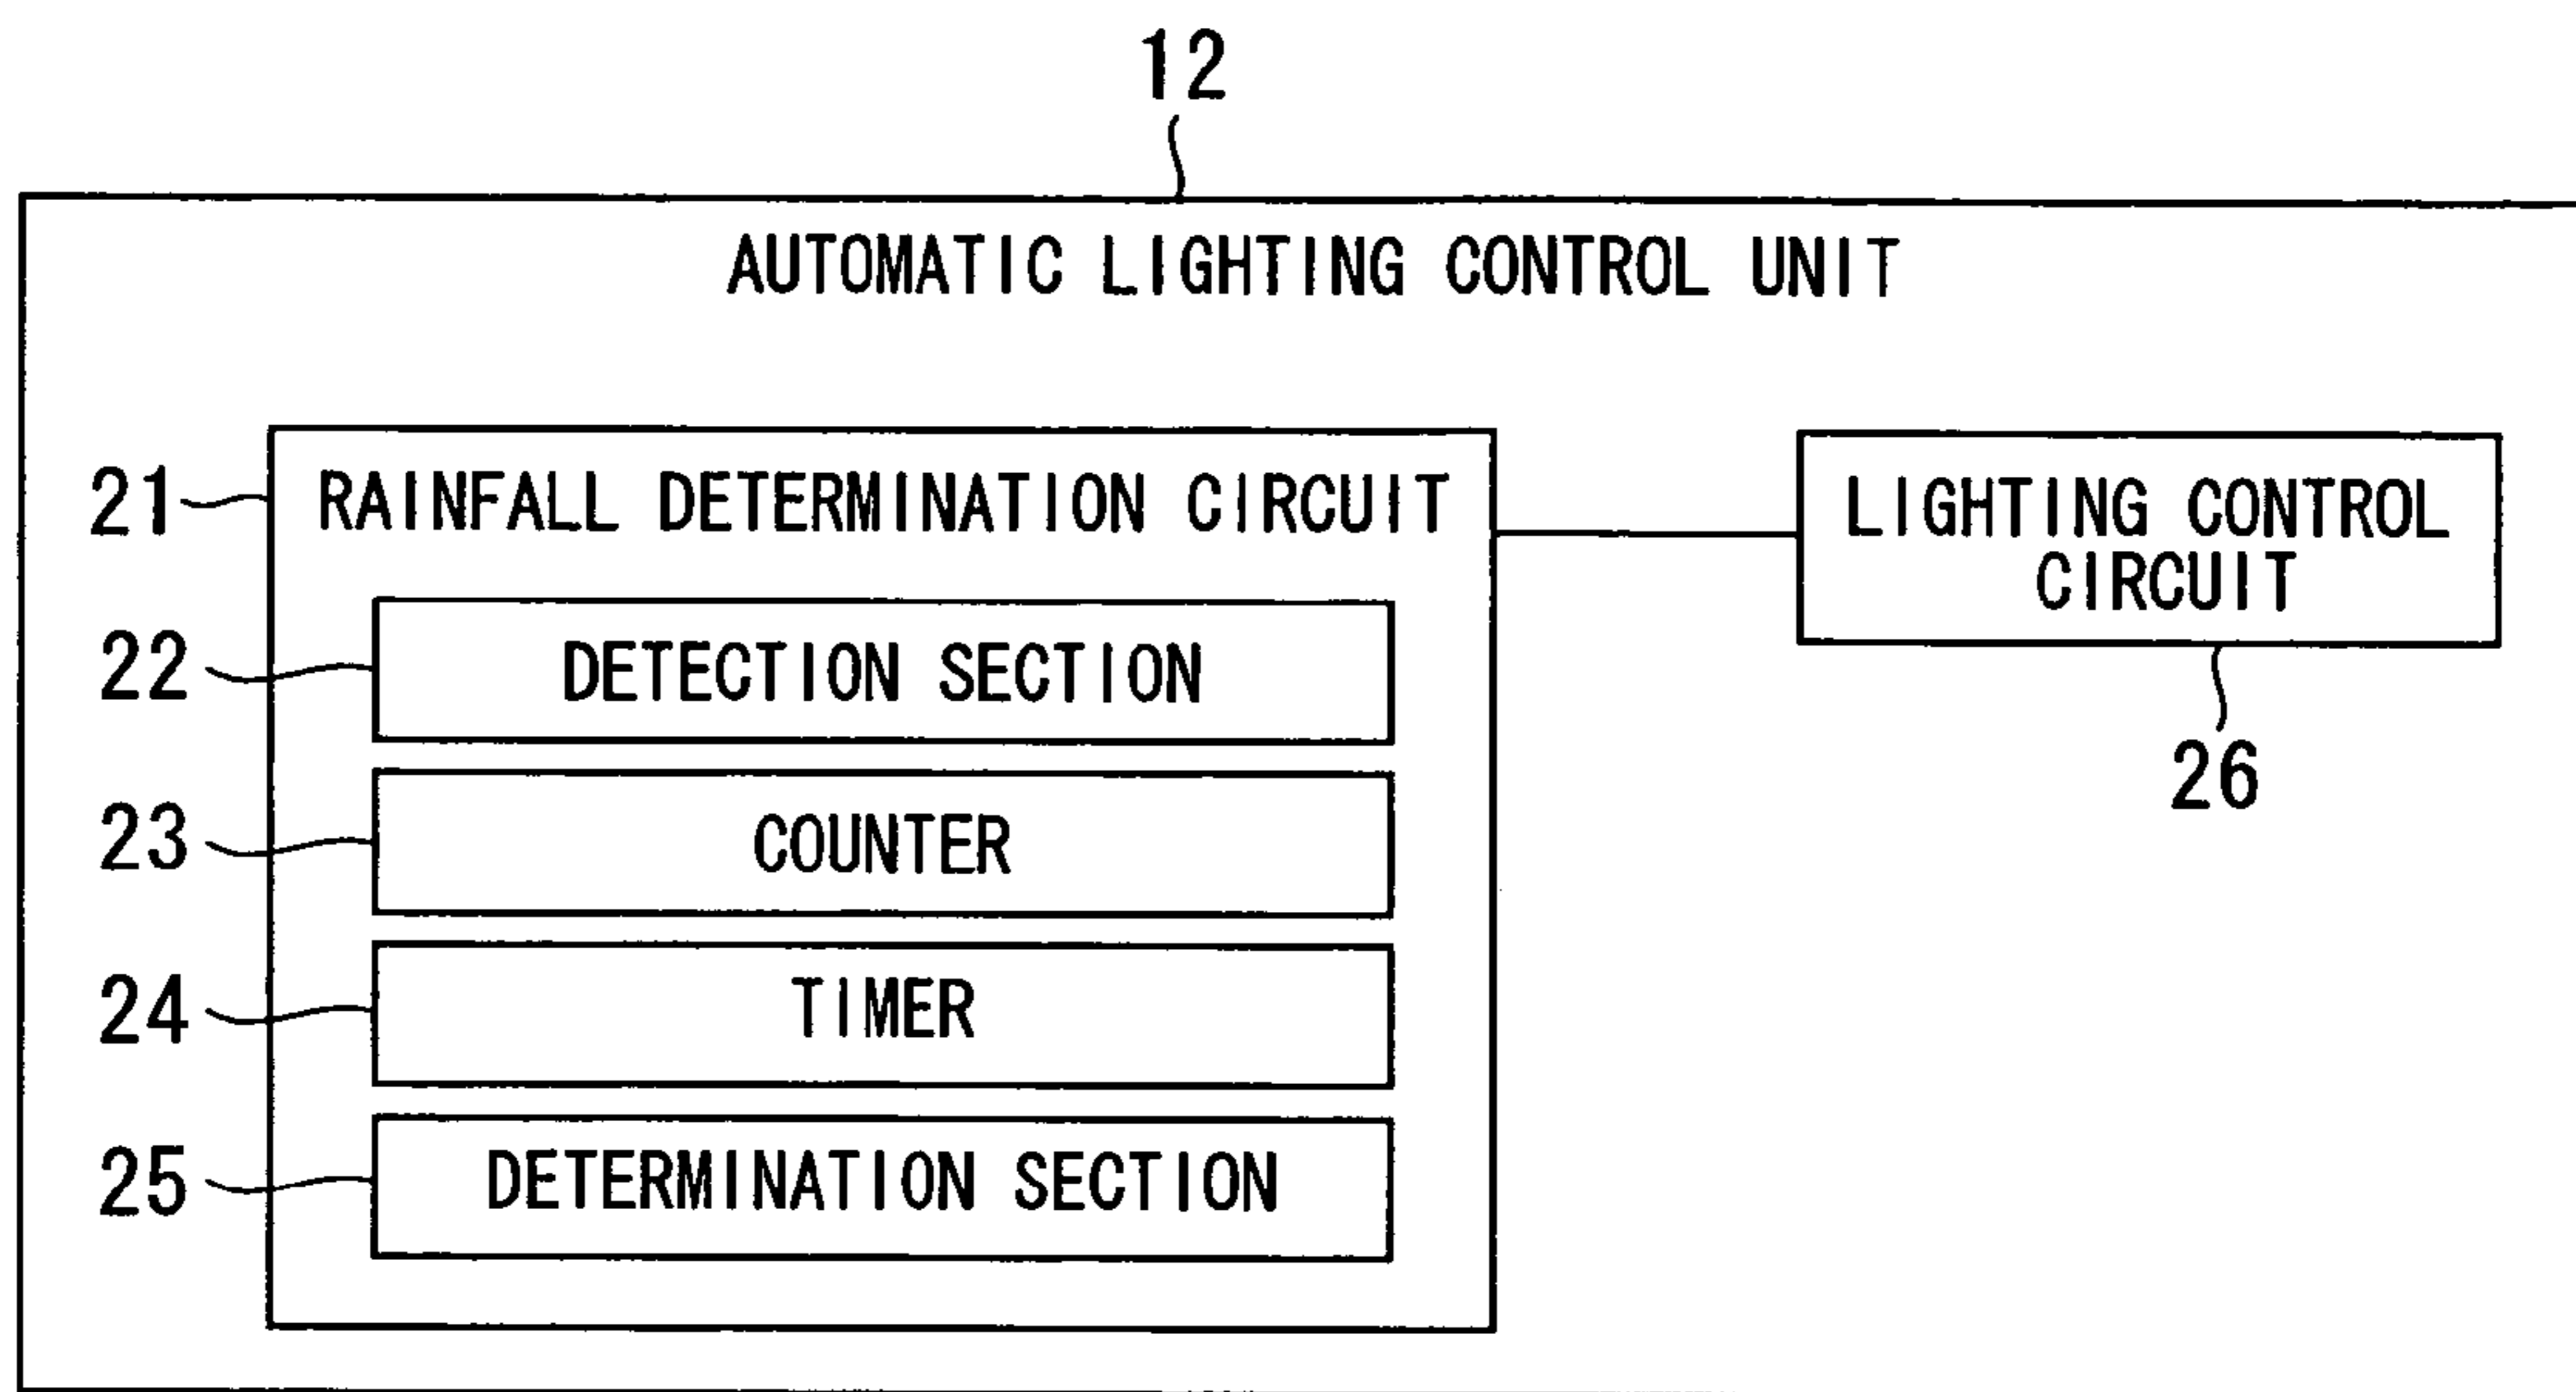 12
AUTOMATIC LIGHTING CONTROL UNIT
21
RAINFALL DETERMINATION CIRCUIT
LIGHTING CONTROL
CIRCUIT
22
DETECTION SECTION
26
23
COUNTER
24
TIMER
25
DETERMINATION SECTION